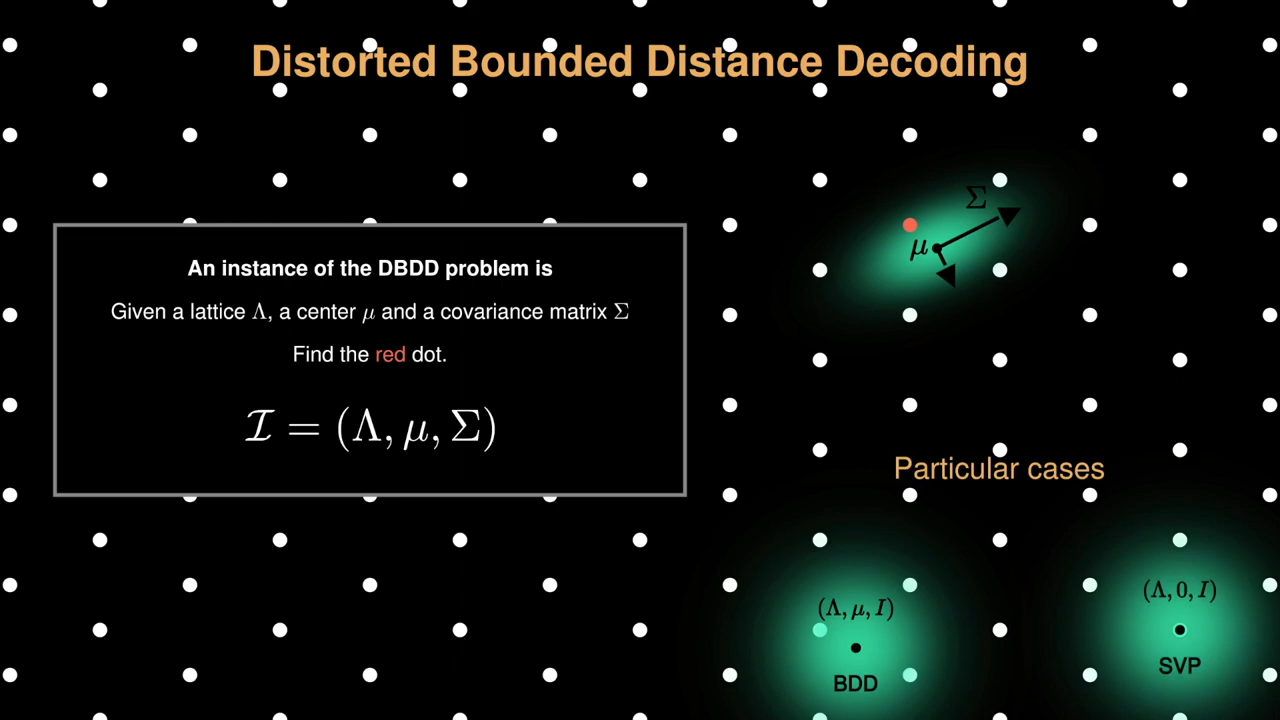 Distorted Bounded Distance Decoding
Σ
μ
An instance of the DBDD problem is
Given a lattice Λ, a center μ and a covariance matrix Σ
Find the red dot.
ℐ = (Λ, μ, Σ)
Particular cases
(Λ, μ, I)
BDD
(Λ, 0, I)
SVP